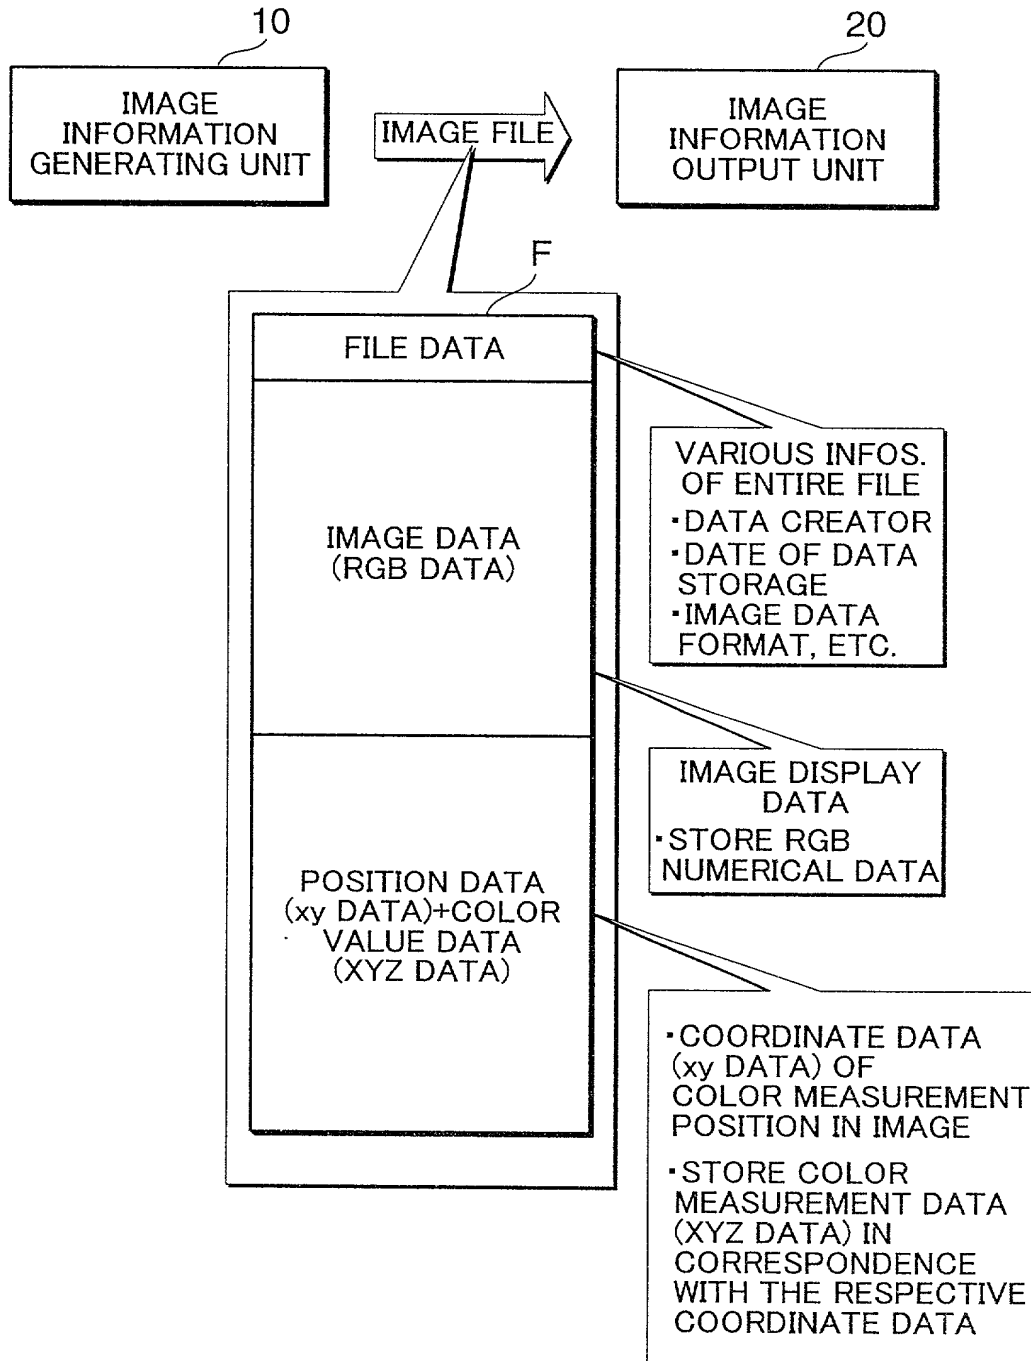 10
20
IMAGE
INFORMATION
GENERATING UNIT
IMAGE FILE
IMAGE
INFORMATION
OUTPUT UNIT
F
FILE DATA
IMAGE DATA
(RGB DATA)
POSITION DATA
(xy DATA)+COLOR
VALUE DATA
(XYZ DATA)
VARIOUS INFOS.
OF ENTIRE FILE
▪DATA CREATOR
▪DATE OF DATA
STORAGE
▪IMAGE DATA
FORMAT, ETC.
IMAGE DISPLAY
DATA
▪STORE RGB
NUMERICAL DATA
▪COORDINATE DATA
(xy DATA) OF
COLOR MEASUREMENT
POSITION IN IMAGE
▪STORE COLOR
MEASUREMENT DATA
(XYZ DATA) IN
CORRESPONDENCE
WITH THE RESPECTIVE
COORDINATE DATA